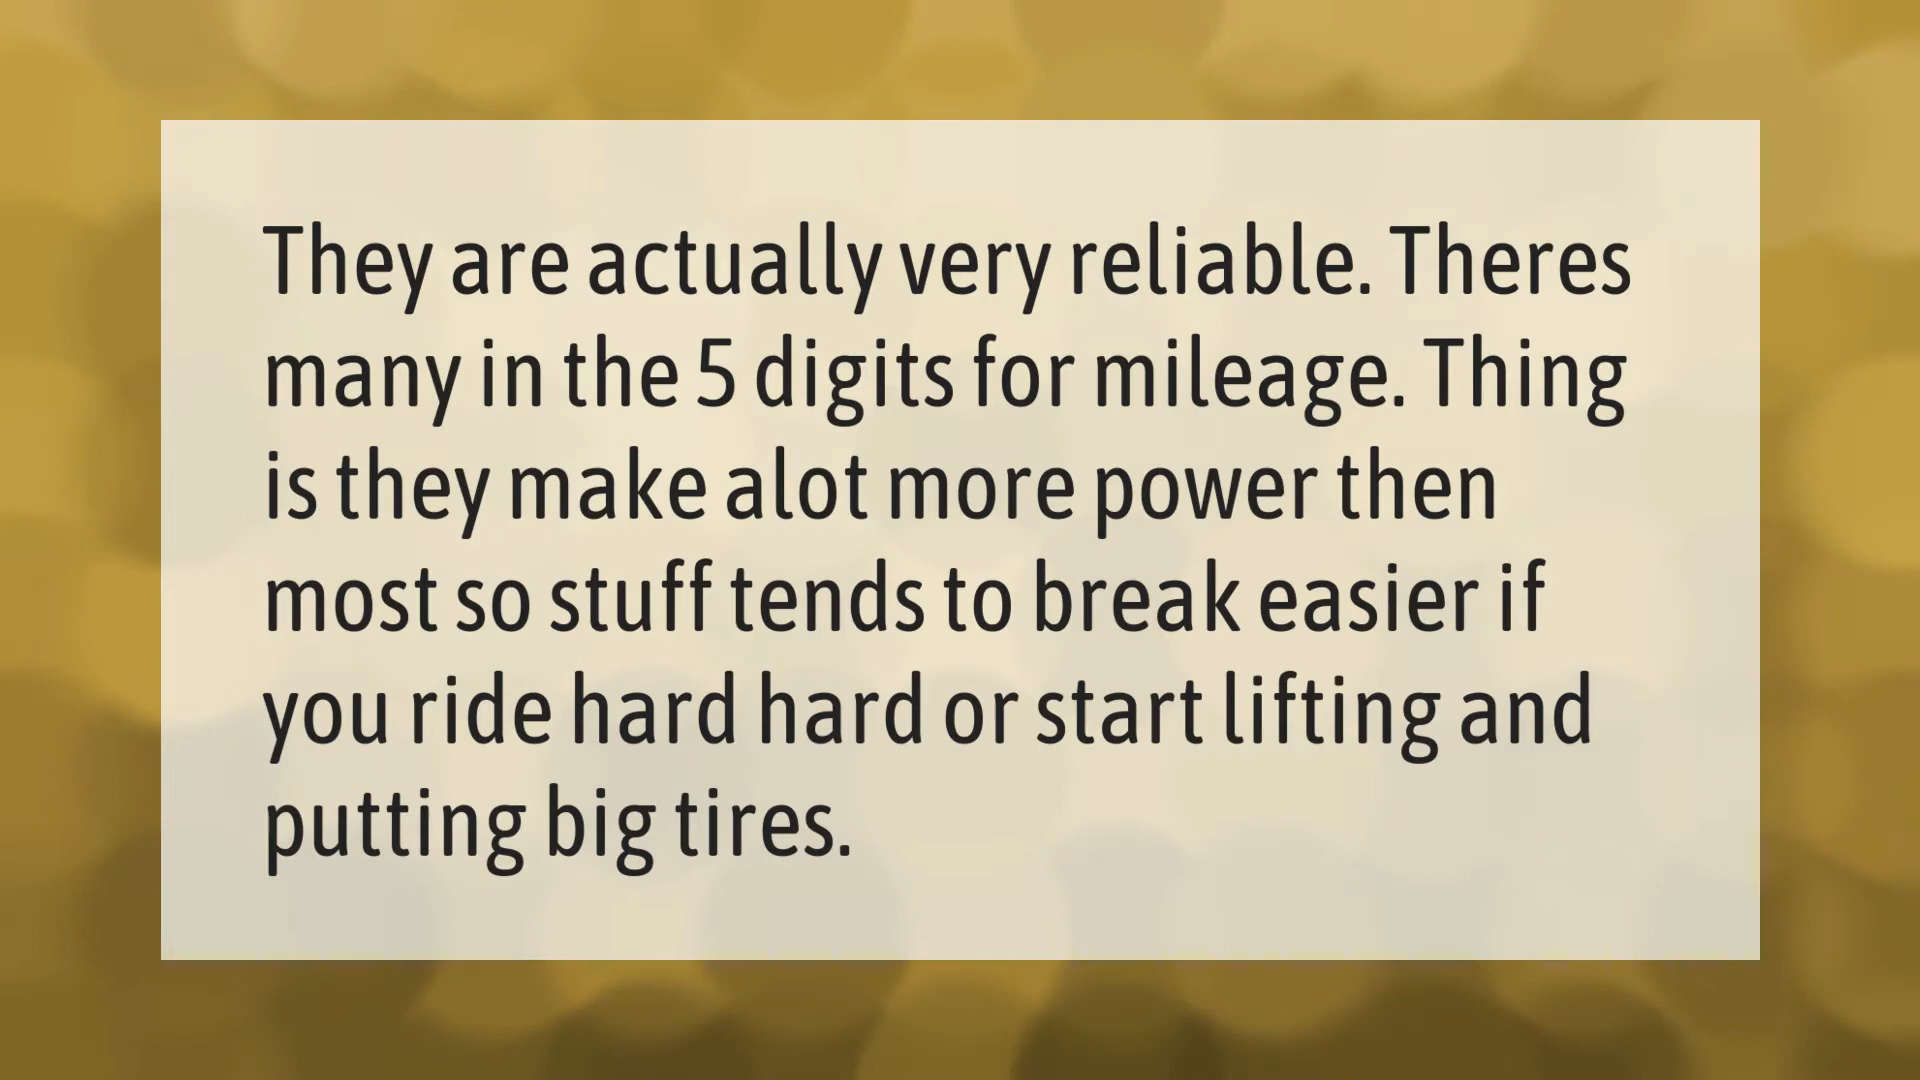 They are actually very reliable. Theres
many in the 5 digits for mileage. Thing
is they make alot more power then
most so stuff tends to break easier if
you ride hard hard or start lifting and
putting big tires.